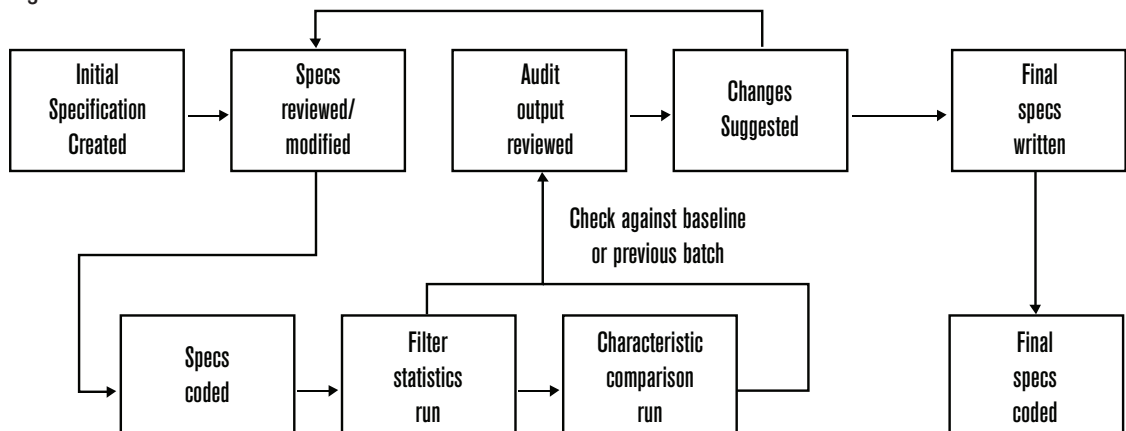 Initial
Specification
Created
Specs
reviewed/
modified
Audit
output
reviewed
Changes
Suggested
Final
specs
written
Check against baseline
or previous batch
Specs
coded
Filter
statistics
run
Characteristic
comparison
run
Final
specs
coded